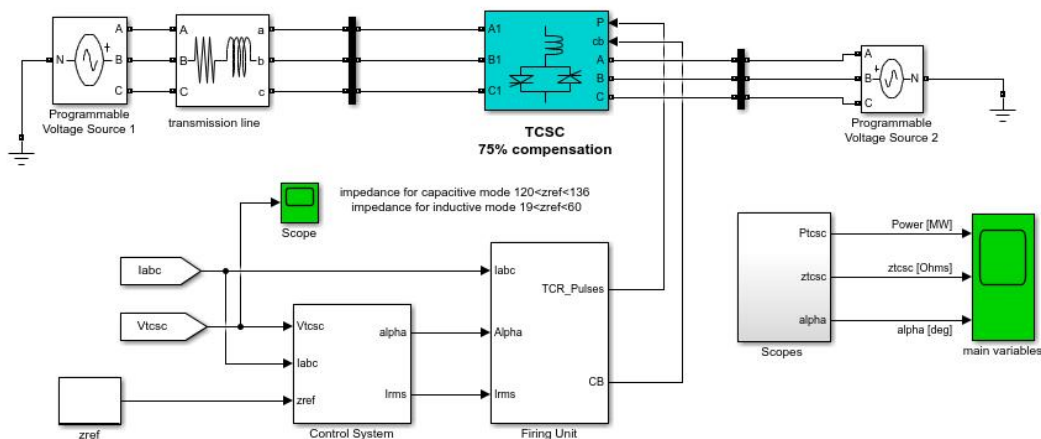 A
A
a
A1
P
cb
A
A
N
B
B
b
B1
B
B
N
C
C
c
C1
C
C
+
+
Programmable
Voltage Source 1
transmission line
TCSC
75% compensation
Programmable
Voltage Source 2
impedance for capacitive mode 120<zref<136
impedance for inductive mode 19<zref<60
Scope
Iabc
Vtcsc
zref
Vtcsc
Iabc
zref
alpha
Irms
Control System
Iabc
Alpha
Irms
TCR_Pulses
CB
Firing Unit
Ptcsc
ztcsc
alpha
Scopes
Power [MW]
ztcsc [Ohms]
alpha [deg]
main variables